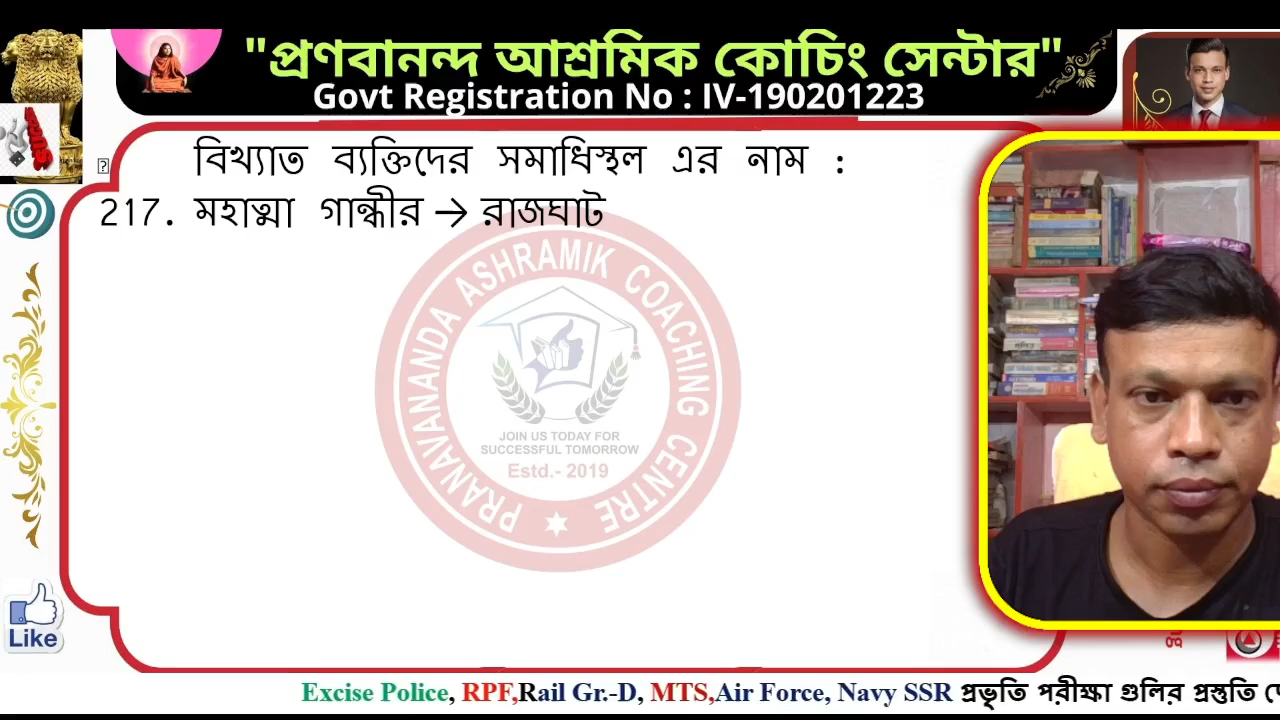 "প্রণবানন্দ আশ্রমিক কোচিং সেন্টার"
Govt Registration No : IV-190201223
বিখ্যাত ব্যক্তিদের সমাধিস্থল এর নাম :
217. মহাত্মা গান্ধীর → রাজঘাট
PRANAVANANDA ASHRAMIK COACHING CENTRE
JOIN US TODAY FOR
SUCCESSFUL TOMORROW
Estd.- 2019
Like
Excise Police, RPF,Rail Gr.-D, MTS,Air Force, Navy SSR প্রভৃতি পরীক্ষা গুলির প্রস্তুতি